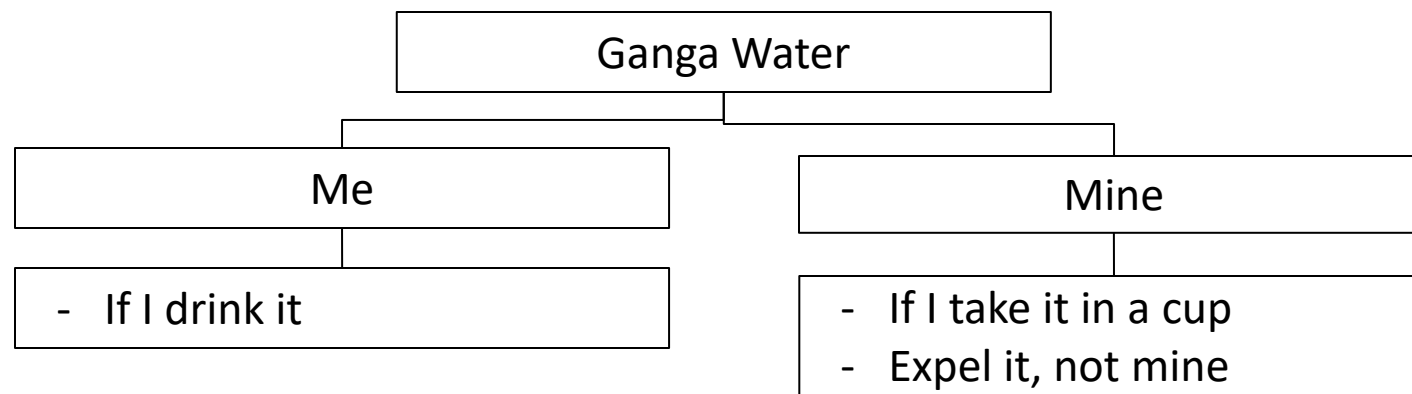 Ganga Water
Me
Mine
- If I drink it
- If I take it in a cup
- Expel it, not mine